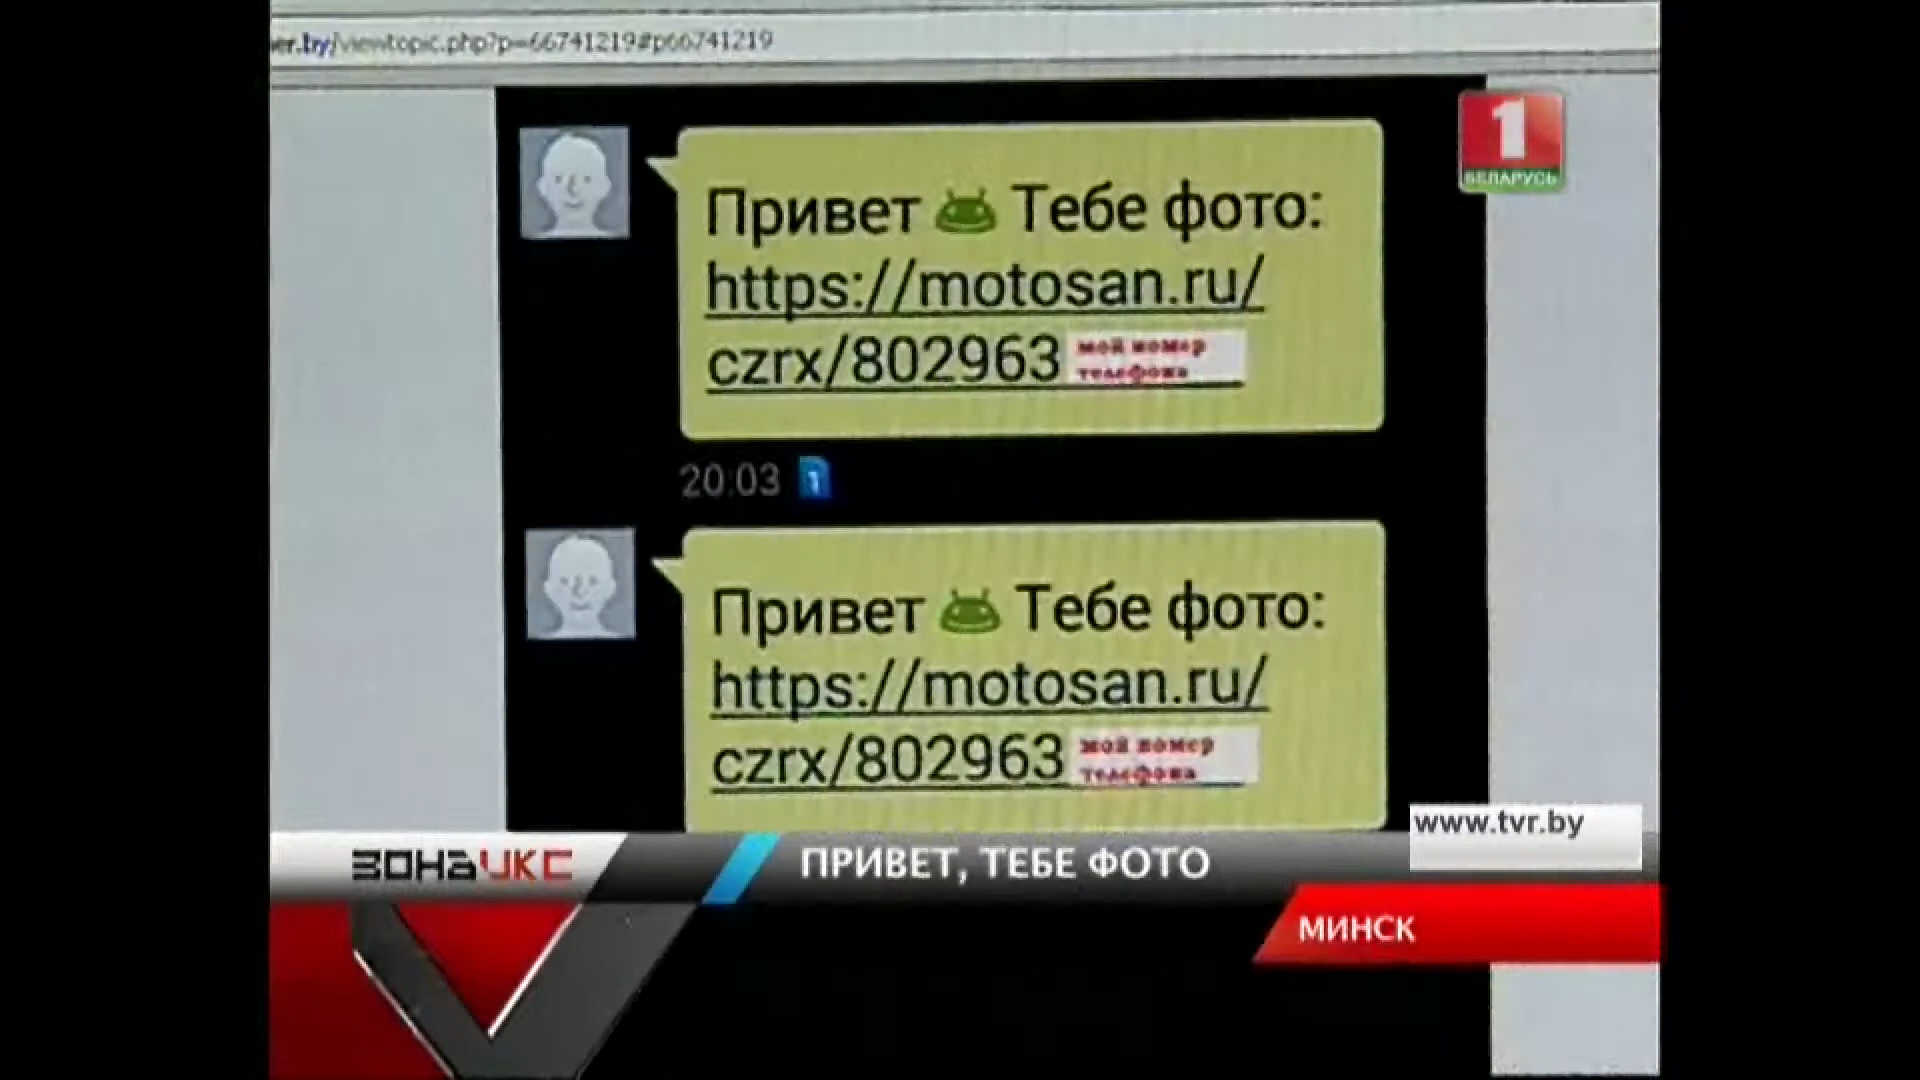 er.by/viewtopic.php?p=66741219#p66741219
1
БЕЛАРУСЬ
Привет Тебе фото:
https://motosan.ru/
czrx/802963 мой номер
телефона
20:03 1
Привет Тебе фото:
https://motosan.ru/
czrx/802963 мой номер
телефона
www.tvr.by
ЗОНА ИКС
ПРИВЕТ, ТЕБЕ ФОТО
МИНСК